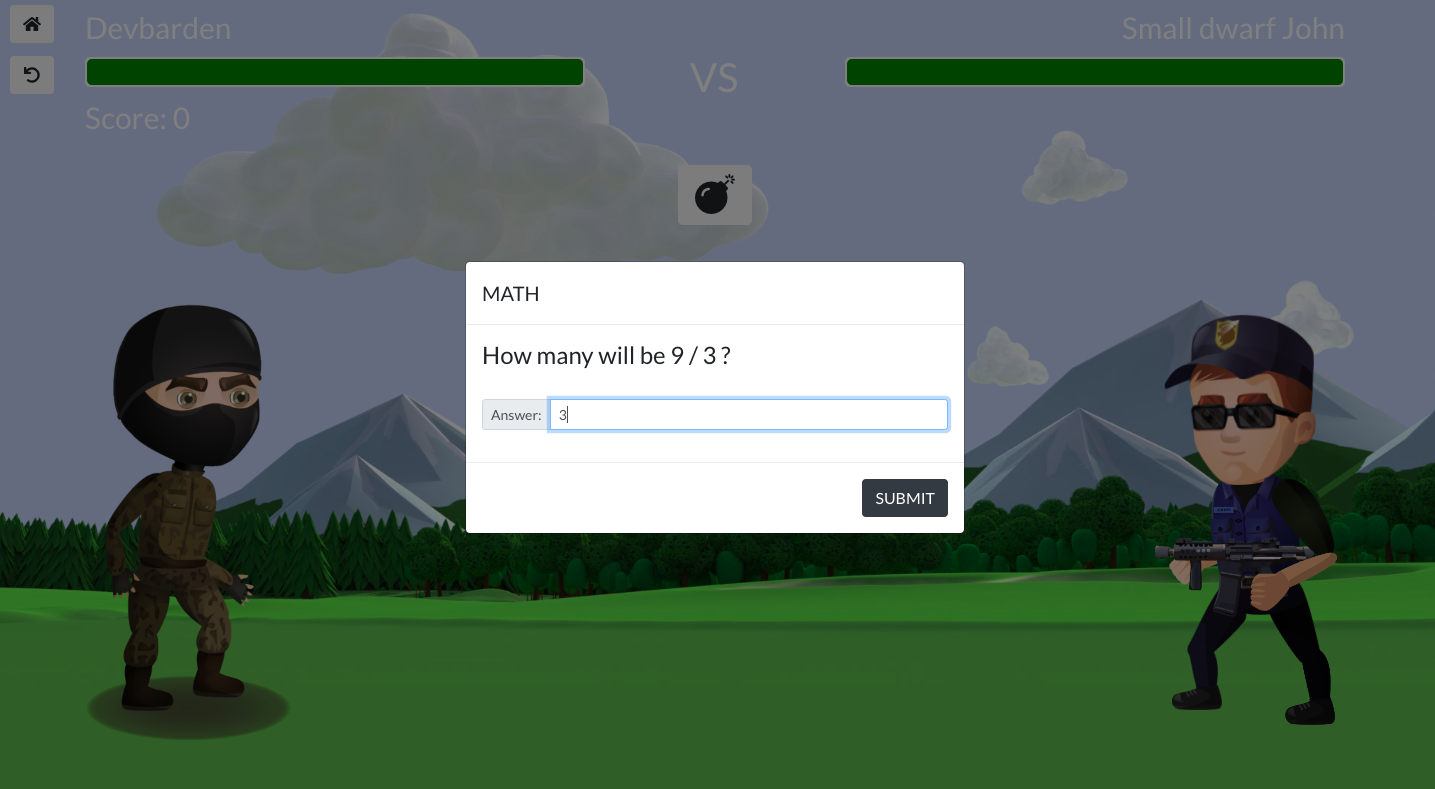 Devbarden
Small dwarf John
VS
Score: 0
MATH
How many will be 9 / 3 ?
Answer:
3
SUBMIT